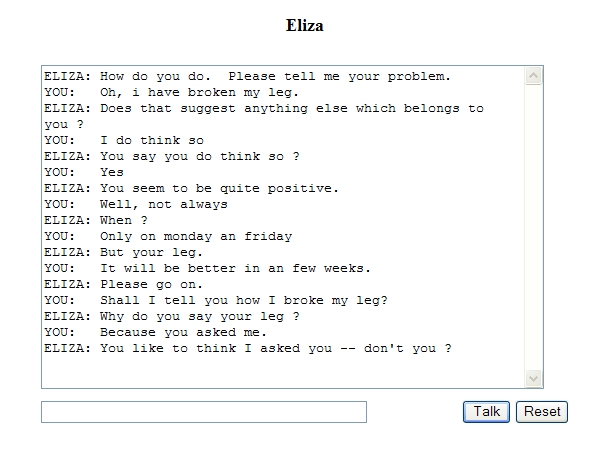 Eliza
ELIZA: How do you do.  Please tell me your problem.
YOU:   Oh, i have broken my leg.
ELIZA: Does that suggest anything else which belongs to
you ?
YOU:   I do think so
ELIZA: You say you do think so ?
YOU:   Yes
ELIZA: You seem to be quite positive.
YOU:   Well, not always
ELIZA: When ?
YOU:   Only on monday an friday
ELIZA: But your leg.
YOU:   It will be better in an few weeks.
ELIZA: Please go on.
YOU:   Shall I tell you how I broke my leg?
ELIZA: Why do you say your leg ?
YOU:   Because you asked me.
ELIZA: You like to think I asked you -- don't you ?
Talk Reset